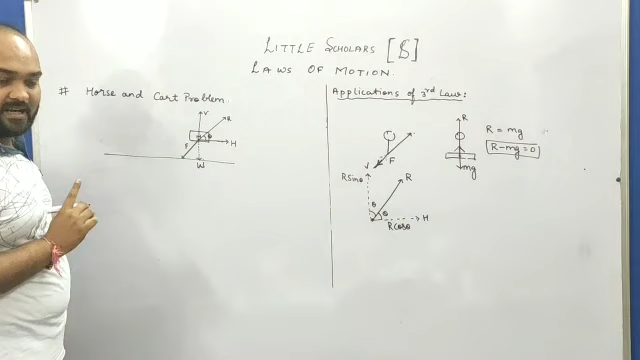 LITTLE SCHOLARS [8]
LAWS OF MOTION.
# Horse and Cart Problem.
V
R
θ
H
F
W
Applications of 3rd Law:
F
R
mg
R = mg
R-mg=0
V
Rsinθ
R
θ
θ
H
Rcosθ